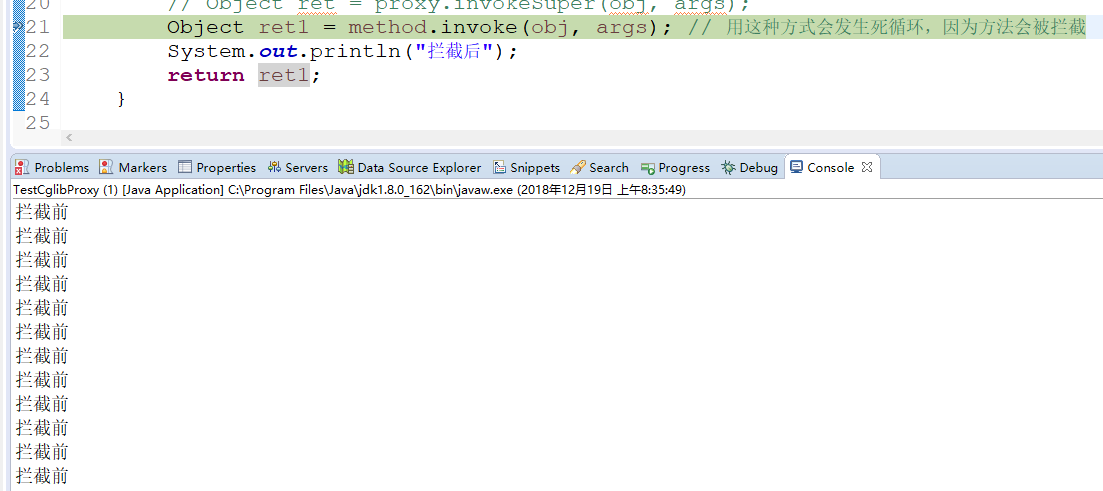 20 // Object ret = proxy.invokeSuper(obj, args);
21 Object ret1 = method.invoke(obj, args); // 用这种方式会发生死循环，因为方法会被拦截
22 System.out.println("拦截后");
23 return ret1;
24 }
25
Problems Markers Properties Servers Data Source Explorer Snippets Search Progress Debug Console
TestCglibProxy (1) [Java Application] C:\Program Files\Java\jdk1.8.0_162\bin\javaw.exe (2018年12月19日 上午8:35:49)
拦截前
拦截前
拦截前
拦截前
拦截前
拦截前
拦截前
拦截前
拦截前
拦截前
拦截前
拦截前